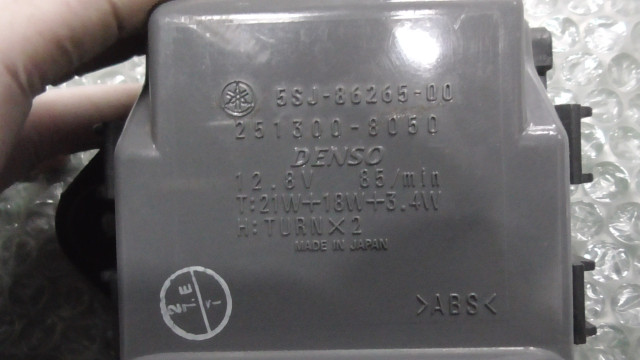 5SJ-86265-00
251300-8050
DENSO
12.8V 85/min
T:21W+18W+3.4W
H:TURN×2
MADE IN JAPAN
>ABS<